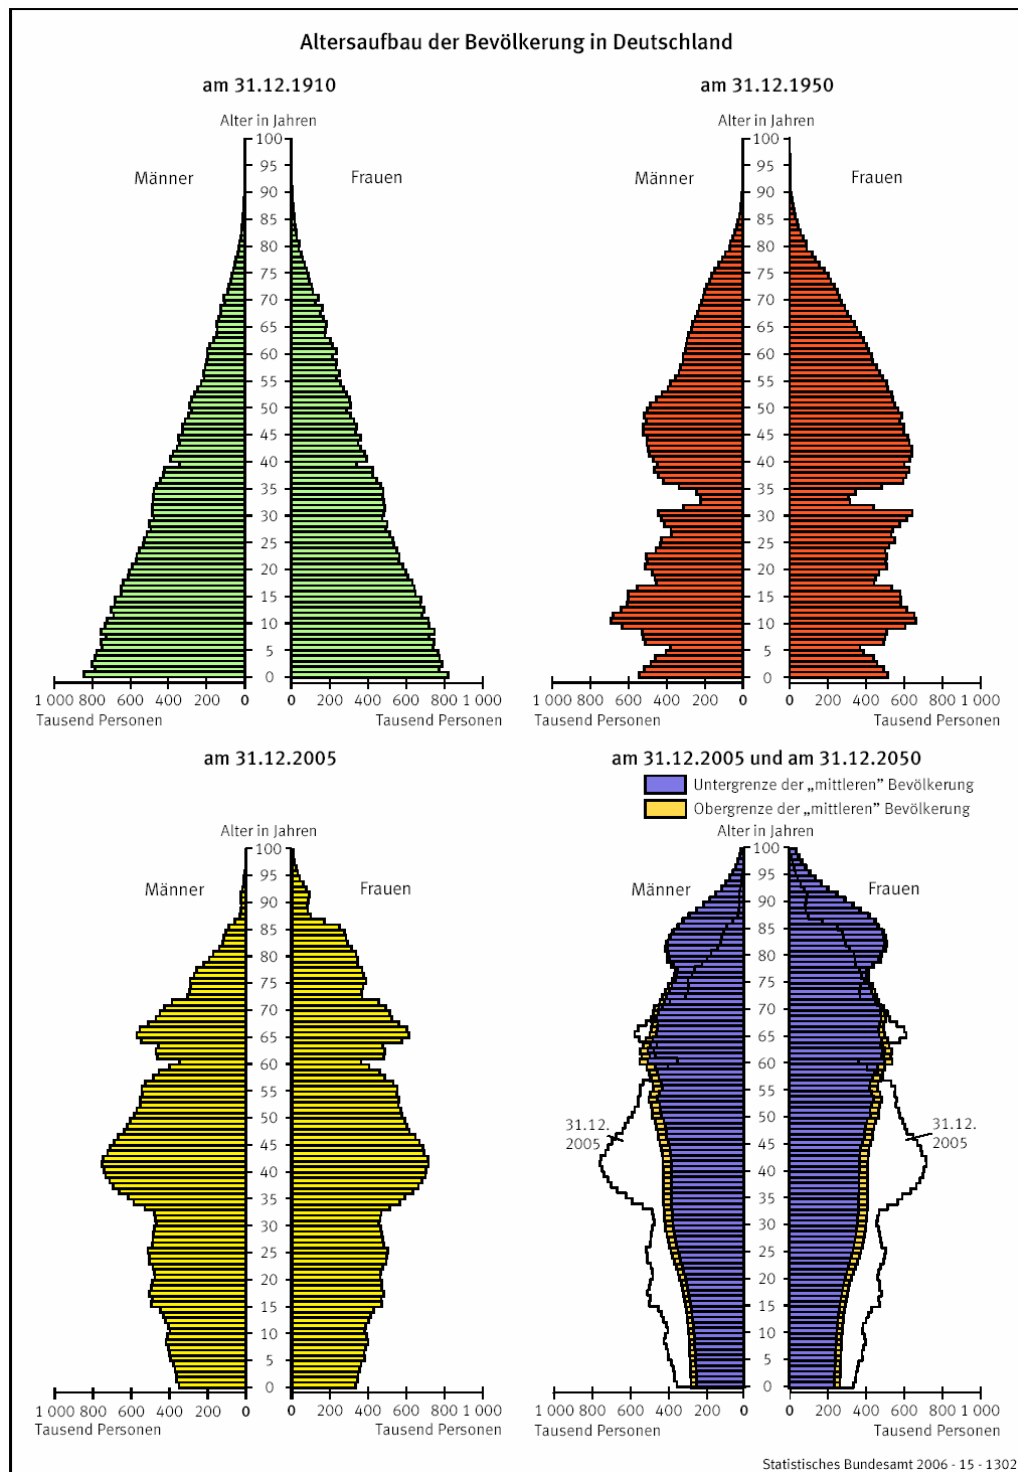 Altersaufbau der Bevölkerung in Deutschland
am 31.12.1910
Alter in Jahren
Männer
Frauen
100
95
90
85
80
75
70
65
60
55
50
45
40
35
30
25
20
15
10
5
0
1 000 800 600 400 200 0
0 200 400 600 800 1 000
Tausend Personen
Tausend Personen
am 31.12.1950
Alter in Jahren
Männer
Frauen
100
95
90
85
80
75
70
65
60
55
50
45
40
35
30
25
20
15
10
5
0
1 000 800 600 400 200 0
0 200 400 600 800 1 000
Tausend Personen
Tausend Personen
am 31.12.2005
Alter in Jahren
Männer
Frauen
100
95
90
85
80
75
70
65
60
55
50
45
40
35
30
25
20
15
10
5
0
1 000 800 600 400 200 0
0 200 400 600 800 1 000
Tausend Personen
Tausend Personen
am 31.12.2005 und am 31.12.2050
Untergrenze der „mittleren” Bevölkerung
Obergrenze der „mittleren” Bevölkerung
Alter in Jahren
Männer
Frauen
100
95
90
85
80
75
70
65
60
55
50
45
40
35
30
25
20
15
10
5
0
31.12.
2005
31.12.
2005
1 000 800 600 400 200 0
0 200 400 600 800 1 000
Tausend Personen
Tausend Personen
Statistisches Bundesamt 2006 - 15 - 1302